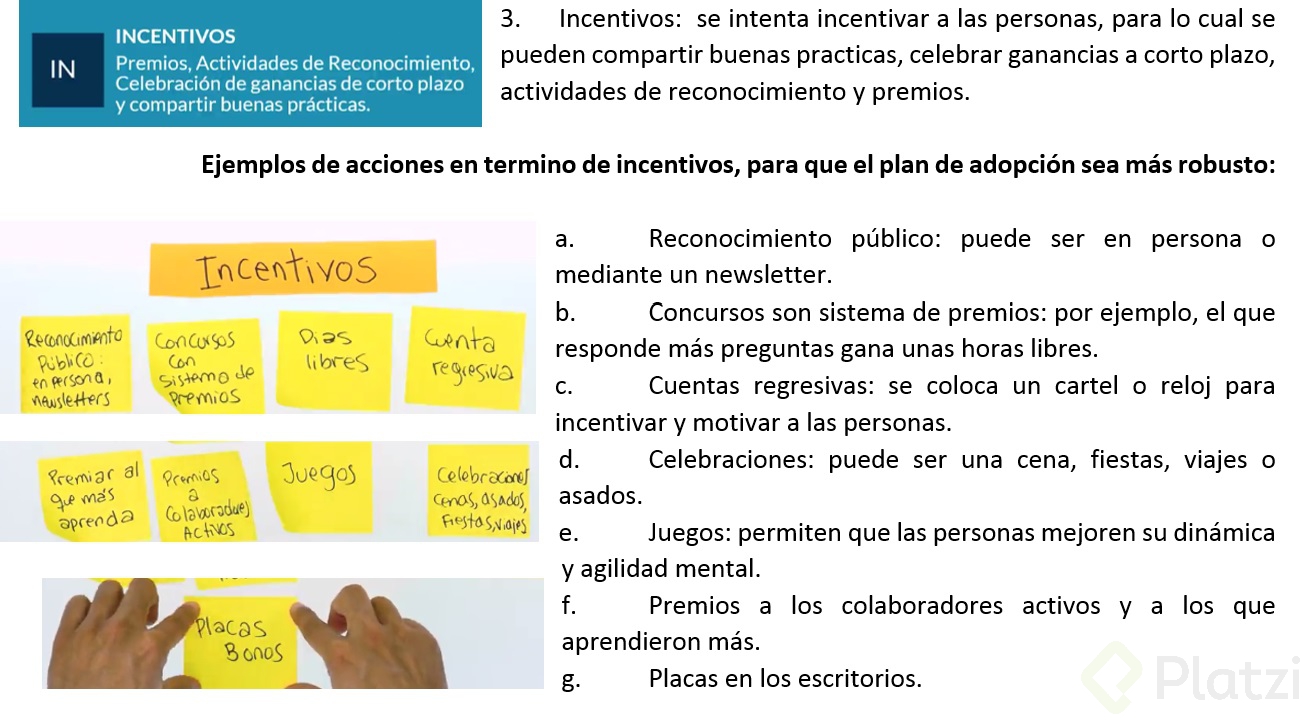 INCENTIVOS
IN
Premios, Actividades de Reconocimiento,
Celebración de ganancias de corto plazo
y compartir buenas prácticas.
3. Incentivos: se intenta incentivar a las personas, para lo cual se
pueden compartir buenas practicas, celebrar ganancias a corto plazo,
actividades de reconocimiento y premios.
Ejemplos de acciones en termino de incentivos, para que el plan de adopción sea más robusto:
Incentivos
Reconocimiento
Público:
en persona,
newsletters
Concursos
con
sistema de
Premios
Dias
libres
Cuenta
regresiva
Premiar al
que más
aprenda
Premios
a
Colaboradores
Activos
Juegos
Celebraciones
Cenas, asados,
Fiestas, viajes
Placas
Bonos
a. Reconocimiento público: puede ser en persona o
mediante un newsletter.
b. Concursos son sistema de premios: por ejemplo, el que
responde más preguntas gana unas horas libres.
c. Cuentas regresivas: se coloca un cartel o reloj para
incentivar y motivar a las personas.
d. Celebraciones: puede ser una cena, fiestas, viajes o
asados.
e. Juegos: permiten que las personas mejoren su dinámica
y agilidad mental.
f. Premios a los colaboradores activos y a los que
aprendieron más.
g. Placas en los escritorios.
Platzi